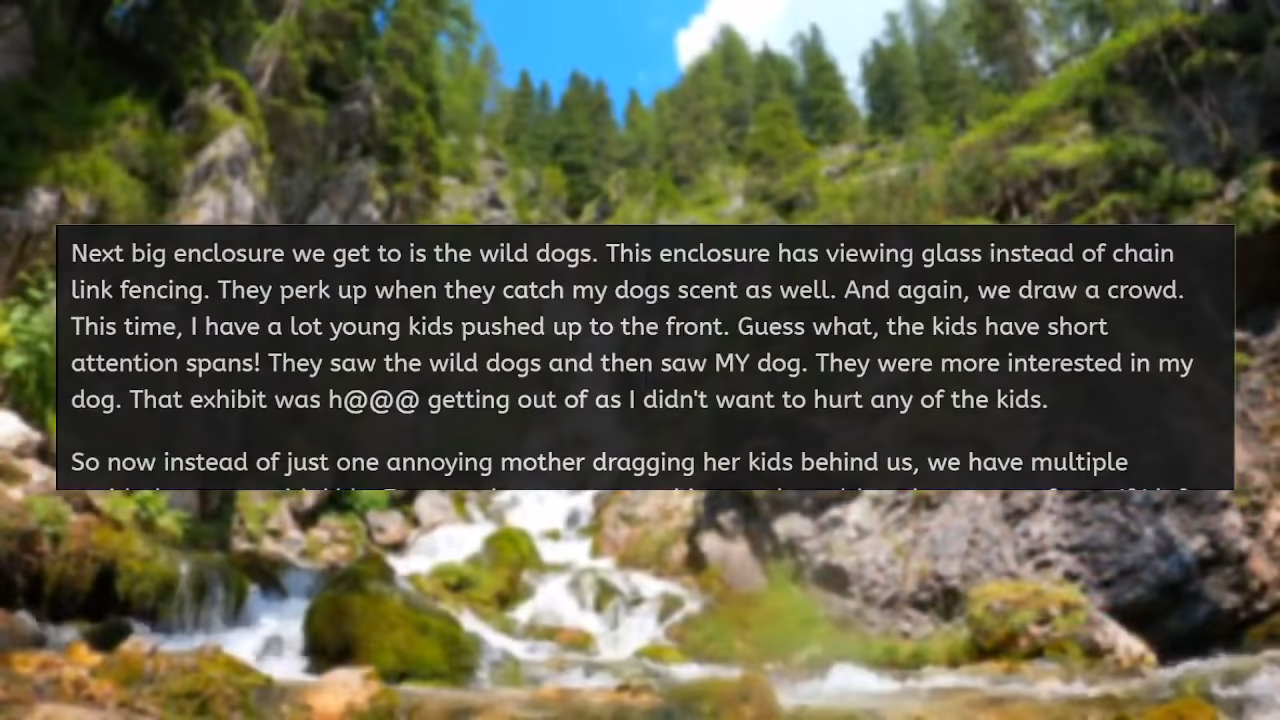 Next big enclosure we get to is the wild dogs. This enclosure has viewing glass instead of chain
link fencing. They perk up when they catch my dogs scent as well. And again, we draw a crowd.
This time, I have a lot young kids pushed up to the front. Guess what, the kids have short
attention spans! They saw the wild dogs and then saw MY dog. They were more interested in my
dog. That exhibit was h@@@ getting out of as I didn't want to hurt any of the kids.
So now instead of just one annoying mother dragging her kids behind us, we have multiple